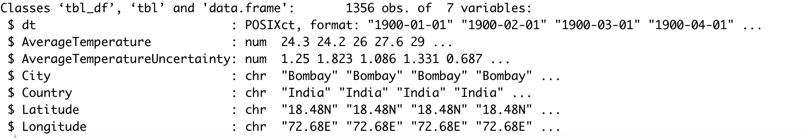 Classes ‘tbl_df’, ‘tbl’ and 'data.frame':	1356 obs. of  7 variables:
 $ dt                           : POSIXct, format: "1900-01-01" "1900-02-01" "1900-03-01" "1900-04-01" ...
 $ AverageTemperature           : num  24.3 24.2 26 27.6 29 ...
 $ AverageTemperatureUncertainty: num  1.25 1.823 1.086 1.331 0.687 ...
 $ City                         : chr  "Bombay" "Bombay" "Bombay" "Bombay" ...
 $ Country                      : chr  "India" "India" "India" "India" ...
 $ Latitude                     : chr  "18.48N" "18.48N" "18.48N" "18.48N" ...
 $ Longitude                    : chr  "72.68E" "72.68E" "72.68E" "72.68E" ...